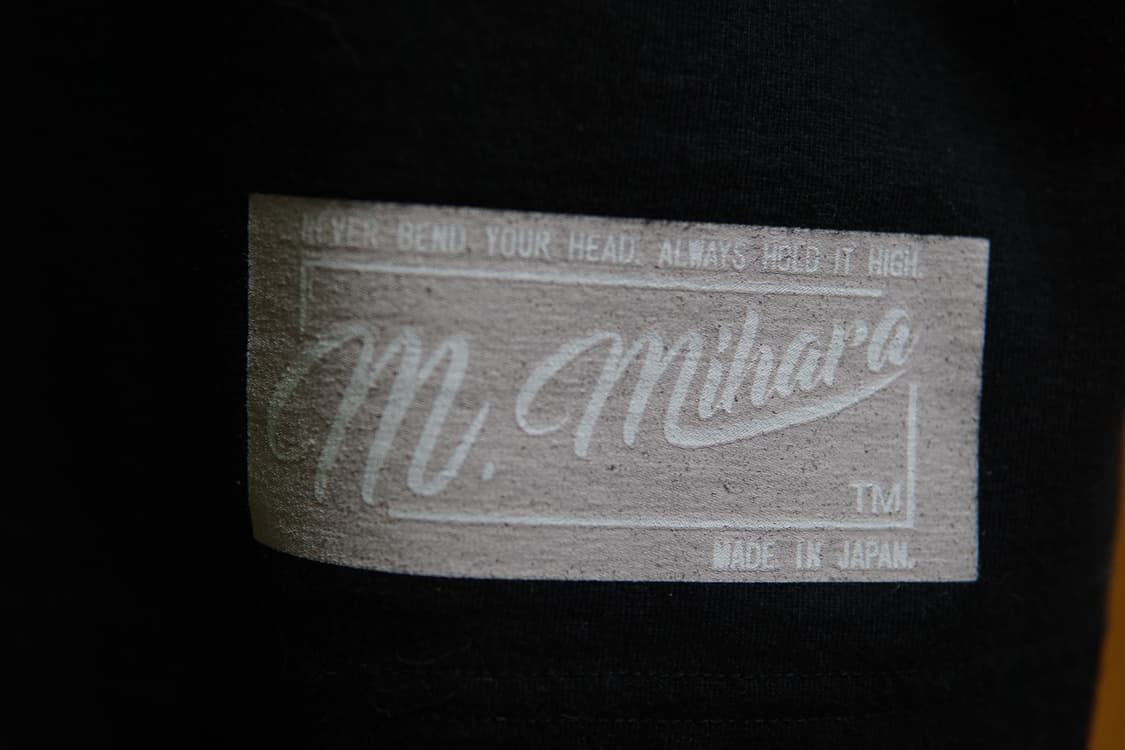 NEVER BEND YOUR HEAD. ALWAYS HOLD IT HIGH.
M. Mihara
TM
MADE IN JAPAN.